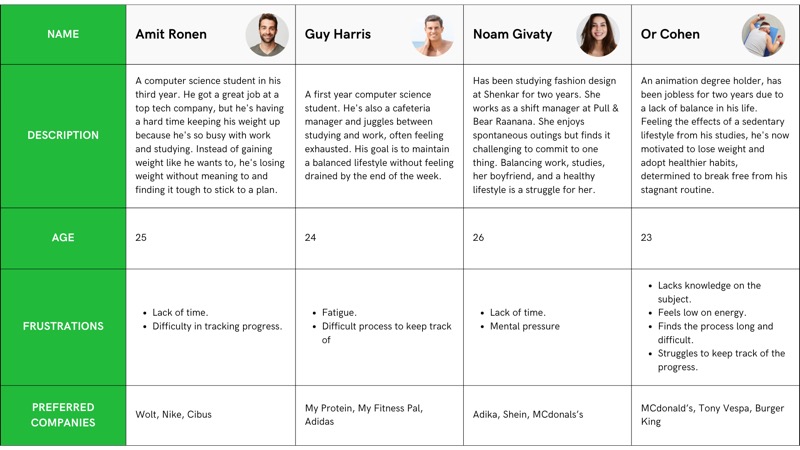 NAME
Amit Ronen
Guy Harris
Noam Givaty
Or Cohen
DESCRIPTION
A computer science student in his
third year. He got a great job at a
top tech company, but he's having
a hard time keeping his weight up
because he's so busy with work
and studying. Instead of gaining
weight like he wants to, he's losing
weight without meaning to and
finding it tough to stick to a plan.
A first year computer science
student. He's also a cafeteria
manager and juggles between
studying and work, often feeling
exhausted. His goal is to maintain
a balanced lifestyle without feeling
drained by the end of the week.
Has been studying fashion design
at Shenkar for two years. She
works as a shift manager at Pull &
Bear Raanana. She enjoys
spontaneous outings but finds it
challenging to commit to one
thing. Balancing work, studies,
her boyfriend, and a healthy
lifestyle is a struggle for her.
An animation degree holder, has
been jobless for two years due to
a lack of balance in his life.
Feeling the effects of a sedentary
lifestyle from his studies, he's now
motivated to lose weight and
adopt healthier habits,
determined to break free from his
stagnant routine.
AGE
25
24
26
23
FRUSTRATIONS
• Lack of time.
• Difficulty in tracking progress.
• Fatigue.
• Difficult process to keep track
of
• Lack of time.
• Mental pressure
• Lacks knowledge on the
subject.
• Feels low on energy.
• Finds the process long and
difficult.
• Struggles to keep track of the
progress.
PREFERRED
COMPANIES
Wolt, Nike, Cibus
My Protein, My Fitness Pal,
Adidas
Adika, Shein, MCdonals's
MCdonald's, Tony Vespa, Burger
King